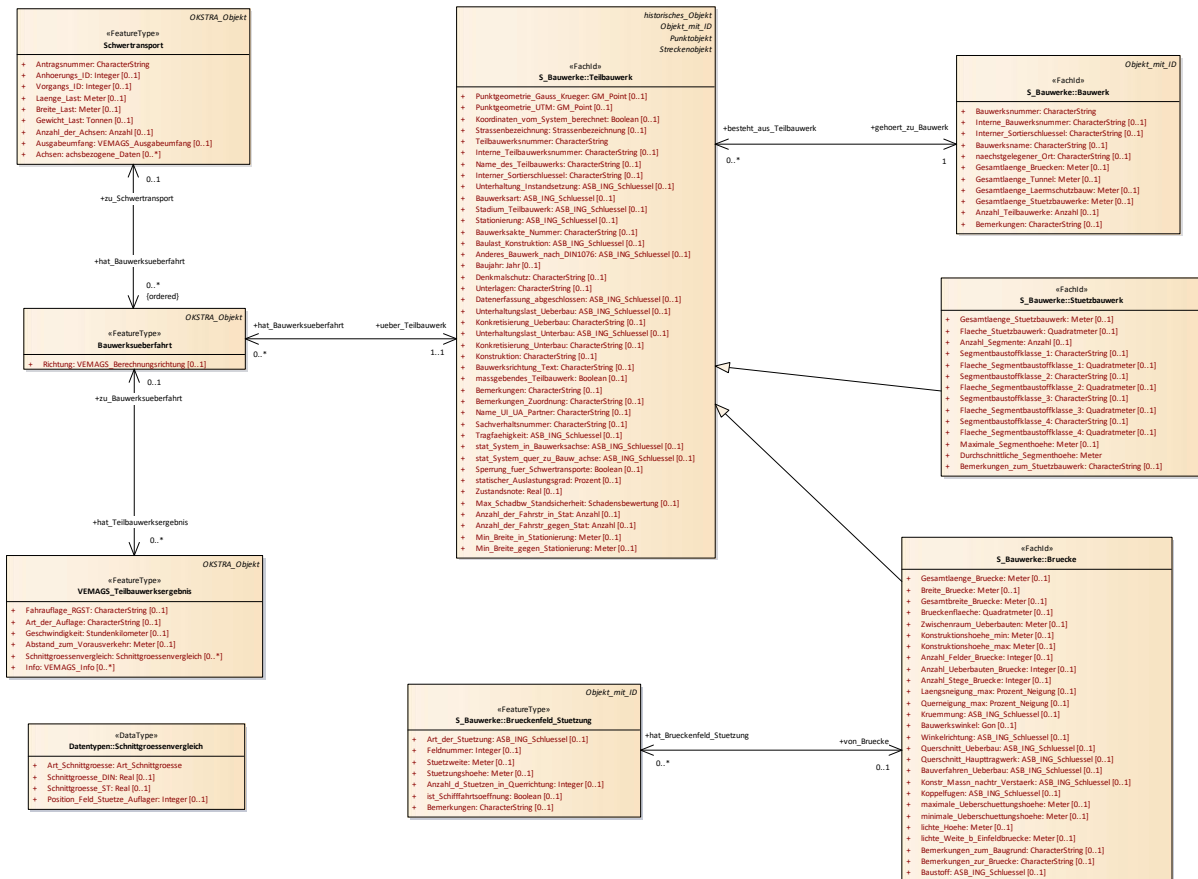 OKSTRA_Objekt
«FeatureType»
Schwertransport
+ Antragsnummer: CharacterString
+ Anhoerungs_ID: Integer [0..1]
+ Vorgangs_ID: Integer [0..1]
+ Laenge_Last: Meter [0..1]
+ Breite_Last: Meter [0..1]
+ Gewicht_Last: Tonnen [0..1]
+ Anzahl_der_Achsen: Anzahl [0..1]
+ Ausgabeumfang: VEMAGS_Ausgabeumfang [0..1]
+ Achsen: achsbezogene_Daten [0..*]
0..1
+zu_Schwertransport
+hat_Bauwerksueberfahrt
0..*
{ordered}
OKSTRA_Objekt
«FeatureType»
Bauwerksueberfahrt
+ Richtung: VEMAGS_Berechnungsrichtung [0..1]
0..1
+zu_Bauwerksueberfahrt
+hat_Teilbauwerksergebnis
0..*
OKSTRA_Objekt
«FeatureType»
VEMAGS_Teilbauwerksergebnis
+ Fahrauflage_RGST: CharacterString [0..1]
+ Art_der_Auflage: CharacterString [0..1]
+ Geschwindigkeit: Stundenkilometer [0..1]
+ Abstand_zum_Vorausverkehr: Meter [0..1]
+ Schnittgroessenvergleich: Schnittgroessenvergleich [0..*]
+ Info: VEMAGS_Info [0..*]
«DataType»
Datentypen::Schnittgroessenvergleich
+ Art_Schnittgroesse: Art_Schnittgroesse
+ Schnittgroesse_DIN: Real [0..1]
+ Schnittgroesse_ST: Real [0..1]
+ Position_Feld_Stuetze_Auflager: Integer [0..1]
+hat_Bauwerksueberfahrt
0..*
+ueber_Teilbauwerk
1..1
historisches_Objekt
Objekt_mit_ID
Punktobjekt
Streckenobjekt
«FachId»
S_Bauwerke::Teilbauwerk
+ Punktgeometrie_Gauss_Krueger: GM_Point [0..1]
+ Punktgeometrie_UTM: GM_Point [0..1]
+ Koordinaten_vom_System_berechnet: Boolean [0..1]
+ Strassenbezeichnung: Strassenbezeichnung [0..1]
+ Teilbauwerksnummer: CharacterString
+ Interne_Teilbauwerksnummer: CharacterString [0..1]
+ Name_des_Teilbauwerks: CharacterString [0..1]
+ Interner_Sortierschluessel: CharacterString [0..1]
+ Unterhaltung_Instandsetzung: ASB_ING_Schluessel [0..1]
+ Bauwerksart: ASB_ING_Schluessel [0..1]
+ Stadium_Teilbauwerk: ASB_ING_Schluessel [0..1]
+ Stationierung: ASB_ING_Schluessel [0..1]
+ Bauwerksakte_Nummer: CharacterString [0..1]
+ Baulast_Konstruktion: ASB_ING_Schluessel [0..1]
+ Anderes_Bauwerk_nach_DIN1076: ASB_ING_Schluessel [0..1]
+ Baujahr: Jahr [0..1]
+ Denkmalschutz: CharacterString [0..1]
+ Unterlagen: CharacterString [0..1]
+ Datenerfassung_abgeschlossen: ASB_ING_Schluessel [0..1]
+ Unterhaltungslast_Ueberbau: ASB_ING_Schluessel [0..1]
+ Konkretisierung_Ueberbau: CharacterString [0..1]
+ Unterhaltungslast_Unterbau: ASB_ING_Schluessel [0..1]
+ Konkretisierung_Unterbau: CharacterString [0..1]
+ Konstruktion: CharacterString [0..1]
+ Bauwerksrichtung_Text: CharacterString [0..1]
+ massgebendes_Teilbauwerk: Boolean [0..1]
+ Bemerkungen: CharacterString [0..1]
+ Bemerkungen_Zuordnung: CharacterString [0..1]
+ Name_UI_UA_Partner: CharacterString [0..1]
+ Sachverhaltsnummer: CharacterString [0..1]
+ Tragfaehigkeit: ASB_ING_Schluessel [0..1]
+ stat_System_in_Bauwerksachse: ASB_ING_Schluessel [0..1]
+ stat_System_quer_zu_Bauw_achse: ASB_ING_Schluessel [0..1]
+ Sperrung_fuer_Schwertransporte: Boolean [0..1]
+ statischer_Auslastungsgrad: Prozent [0..1]
+ Zustandsnote: Real [0..1]
+ Max_Schadbw_Standsicherheit: Schadensbewertung [0..1]
+ Anzahl_der_Fahrstr_in_Stat: Anzahl [0..1]
+ Anzahl_der_Fahrstr_gegen_Stat: Anzahl [0..1]
+ Min_Breite_in_Stationierung: Meter [0..1]
+ Min_Breite_gegen_Stationierung: Meter [0..1]
+besteht_aus_Teilbauwerk
0..*
+gehoert_zu_Bauwerk
1
Objekt_mit_ID
«FachId»
S_Bauwerke::Bauwerk
+ Bauwerksnummer: CharacterString
+ Interne_Bauwerksnummer: CharacterString [0..1]
+ Interner_Sortierschluessel: CharacterString [0..1]
+ Bauwerksname: CharacterString [0..1]
+ naechstgelegener_Ort: CharacterString [0..1]
+ Gesamtlaenge_Bruecken: Meter [0..1]
+ Gesamtlaenge_Tunnel: Meter [0..1]
+ Gesamtlaenge_Laermschutzbauw: Meter [0..1]
+ Gesamtlaenge_Stuetzbauwerke: Meter [0..1]
+ Anzahl_Teilbauwerke: Anzahl [0..1]
+ Bemerkungen: CharacterString [0..1]
«FachId»
S_Bauwerke::Stuetzbauwerk
+ Gesamtlaenge_Stuetzbauwerk: Meter [0..1]
+ Flaeche_Stuetzbauwerk: Quadratmeter [0..1]
+ Anzahl_Segmente: Anzahl [0..1]
+ Segmentbaustoffklasse_1: CharacterString [0..1]
+ Flaeche_Segmentbaustoffklasse_1: Quadratmeter [0..1]
+ Segmentbaustoffklasse_2: CharacterString [0..1]
+ Flaeche_Segmentbaustoffklasse_2: Quadratmeter [0..1]
+ Segmentbaustoffklasse_3: CharacterString [0..1]
+ Flaeche_Segmentbaustoffklasse_3: Quadratmeter [0..1]
+ Segmentbaustoffklasse_4: CharacterString [0..1]
+ Flaeche_Segmentbaustoffklasse_4: Quadratmeter [0..1]
+ Maximale_Segmenthoehe: Meter [0..1]
+ Durchschnittliche_Segmenthoehe: Meter
+ Bemerkungen_zum_Stuetzbauwerk: CharacterString [0..1]
«FachId»
S_Bauwerke::Bruecke
+ Gesamtlaenge_Bruecke: Meter [0..1]
+ Breite_Bruecke: Meter [0..1]
+ Gesamtbreite_Bruecke: Meter [0..1]
+ Brueckenflaeche: Quadratmeter [0..1]
+ Zwischenraum_Ueberbauten: Meter [0..1]
+ Konstruktionshoehe_min: Meter [0..1]
+ Konstruktionshoehe_max: Meter [0..1]
+ Anzahl_Felder_Bruecke: Integer [0..1]
+ Anzahl_Ueberbauten_Bruecke: Integer [0..1]
+ Anzahl_Stege_Bruecke: Integer [0..1]
+ Laengsneigung_max: Prozent_Neigung [0..1]
+ Querneigung_max: Prozent_Neigung [0..1]
+ Kruemmung: ASB_ING_Schluessel [0..1]
+ Bauwerkswinkel: Gon [0..1]
+ Winkelrichtung: ASB_ING_Schluessel [0..1]
+ Querschnitt_Ueberbau: ASB_ING_Schluessel [0..1]
+ Querschnitt_Haupttragwerk: ASB_ING_Schluessel [0..1]
+ Bauverfahren_Ueberbau: ASB_ING_Schluessel [0..1]
+ Konstr_Massn_nachtr_Verstaerk: ASB_ING_Schluessel [0..1]
+ Koppelfugen: ASB_ING_Schluessel [0..1]
+ maximale_Ueberschuettungshoehe: Meter [0..1]
+ minimale_Ueberschuettungshoehe: Meter [0..1]
+ lichte_Hoehe: Meter [0..1]
+ lichte_Weite_b_Einfeldbruecke: Meter [0..1]
+ Bemerkungen_zum_Baugrund: CharacterString [0..1]
+ Bemerkungen_zur_Bruecke: CharacterString [0..1]
+ Baustoff: ASB_ING_Schluessel [0..1]
Objekt_mit_ID
«FeatureType»
S_Bauwerke::Brueckenfeld_Stuetzung
+ Art_der_Stuetzung: ASB_ING_Schluessel [0..1]
+ Feldnummer: Integer [0..1]
+ Stuetzweite: Meter [0..1]
+ Stuetzungshoehe: Meter [0..1]
+ Anzahl_d_Stuetzen_in_Querrichtung: Integer [0..1]
+ ist_Schifffahrtsoeffnung: Boolean [0..1]
+ Bemerkungen: CharacterString [0..1]
+hat_Brueckenfeld_Stuetzung
0..*
+von_Bruecke
0..1